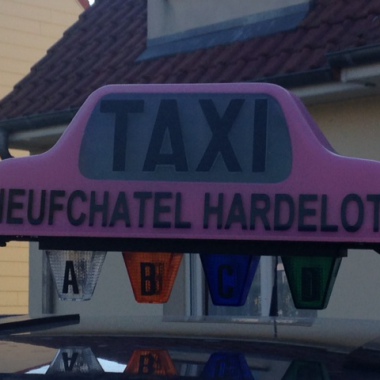 TAXI
NEUFCHATEL HARDELOT
A B C D